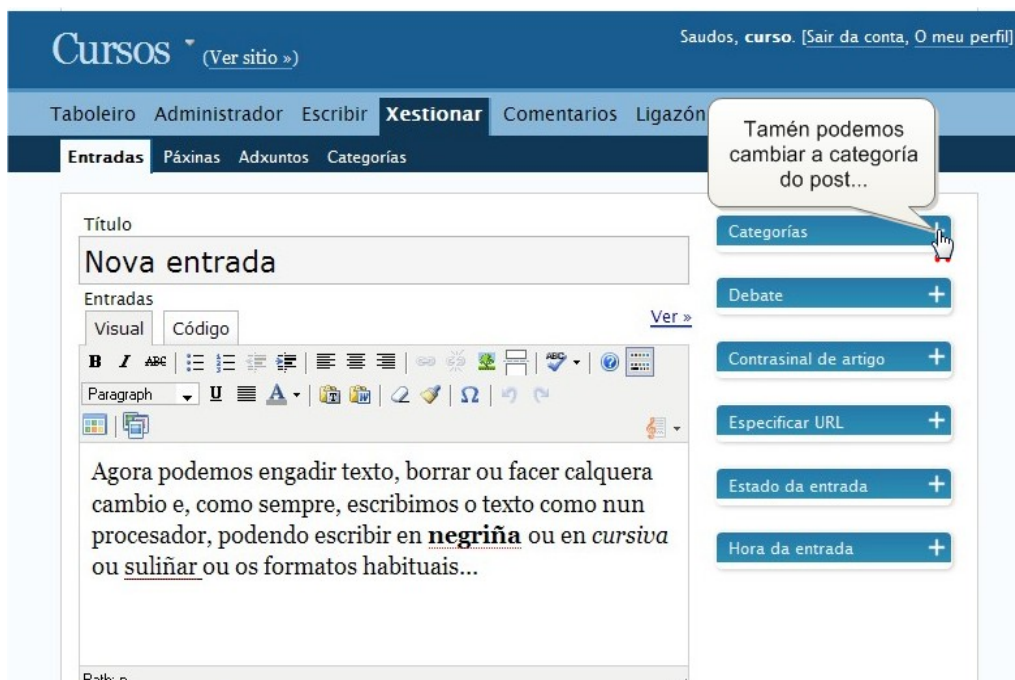 Cursos (Ver sitio »)
Saudos, curso. [Sair da conta, O meu perfil]
Taboleiro Administrador Escribir Xestionar Comentarios Ligazón
Entradas Páxinas Adxuntos Categorías
Tamén podemos
cambiar a categoría
do post...
Título
Nova entrada
Entradas
Visual Código
Ver »
B I ABC ABC
Paragraph U A T W Ω
Agora podemos engadir texto, borrar ou facer calquera
cambio e, como sempre, escribimos o texto como nun
procesador, podendo escribir en negriña ou en cursiva
ou suliñar ou os formatos habituais...
Path: p
Categorías
Debate
Contrasinal de artigo
Especificar URL
Estado da entrada
Hora da entrada